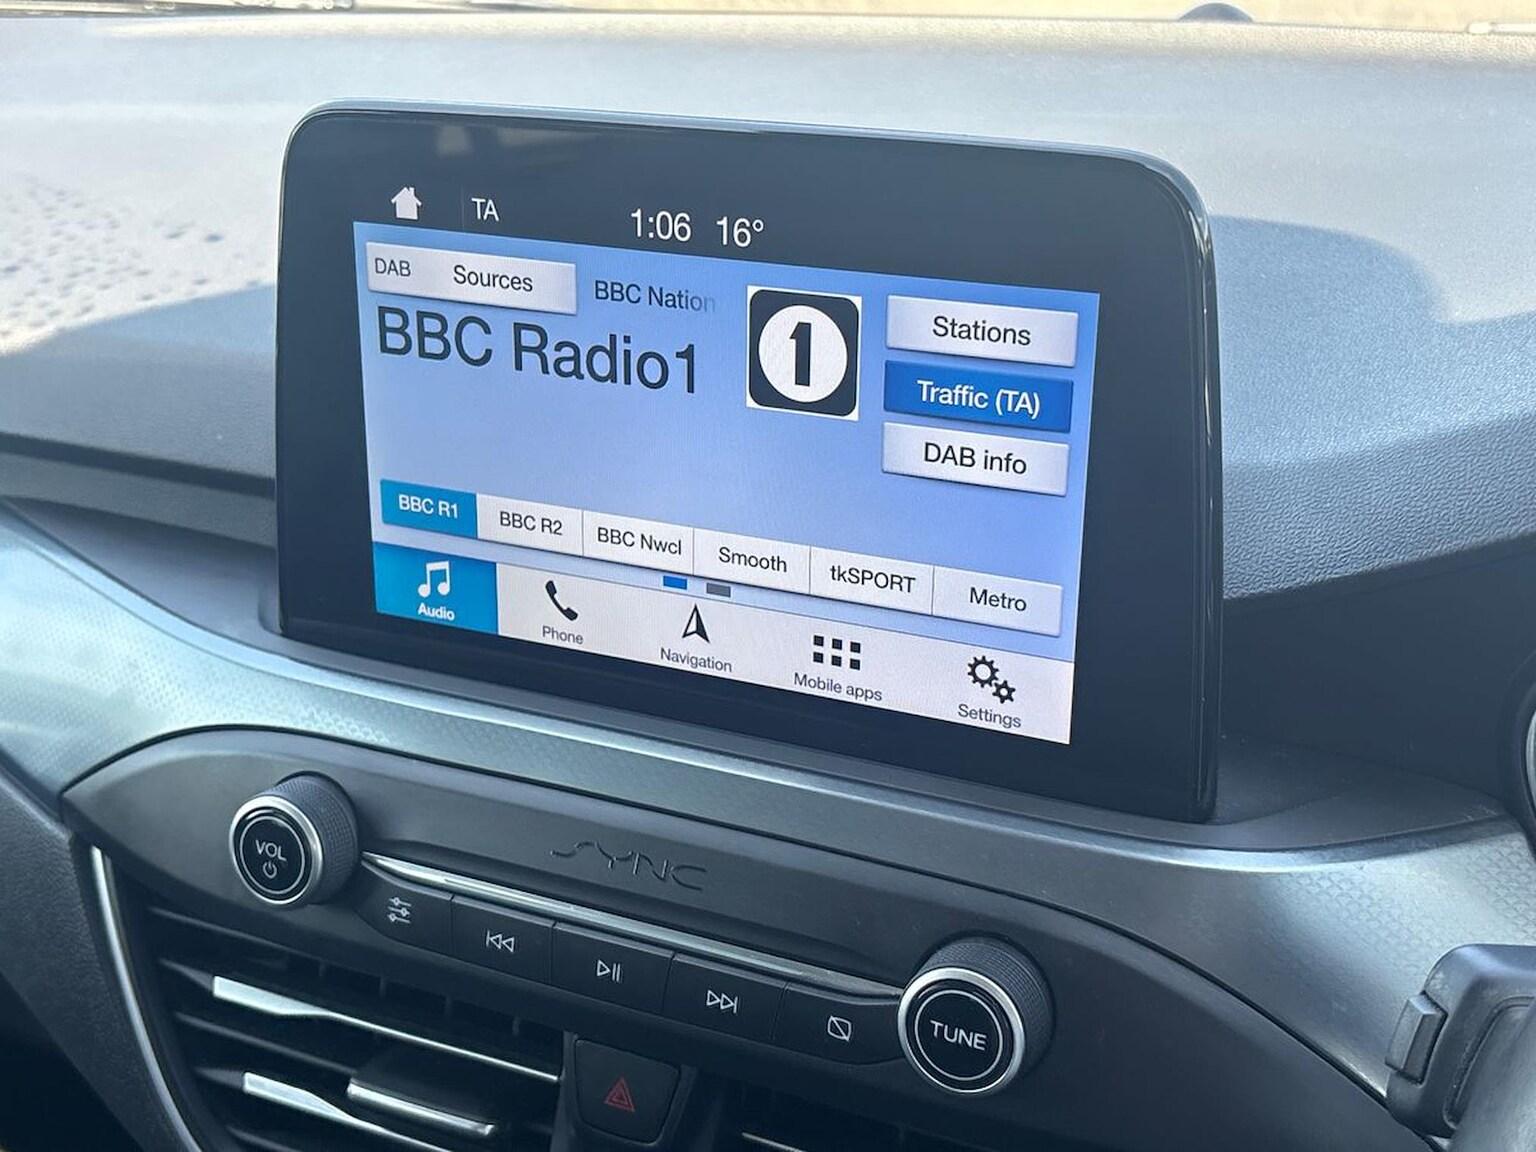 TA
1:06 16°
DAB Sources
BBC Nation
BBC Radio1
1
Stations
Traffic (TA)
DAB info
BBC R1
BBC R2
BBC Nwcl
Smooth
tkSPORT
Metro
Audio
Phone
Navigation
Mobile apps
Settings
SYNC
VOL
TUNE